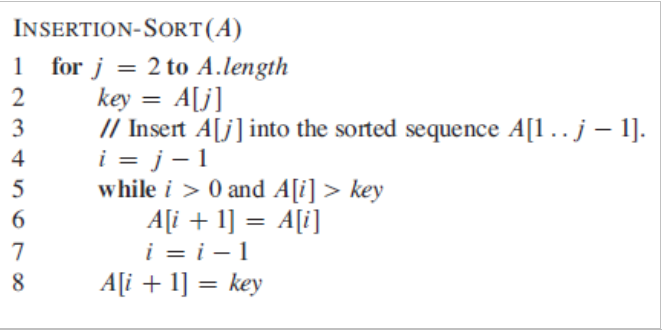 INSERTION-SORT(A)
1 for j = 2 to A.length
2 key = A[j]
3 // Insert A[j] into the sorted sequence A[1 . . j − 1].
4 i = j − 1
5 while i > 0 and A[i] > key
6 A[i + 1] = A[i]
7 i = i − 1
8 A[i + 1] = key